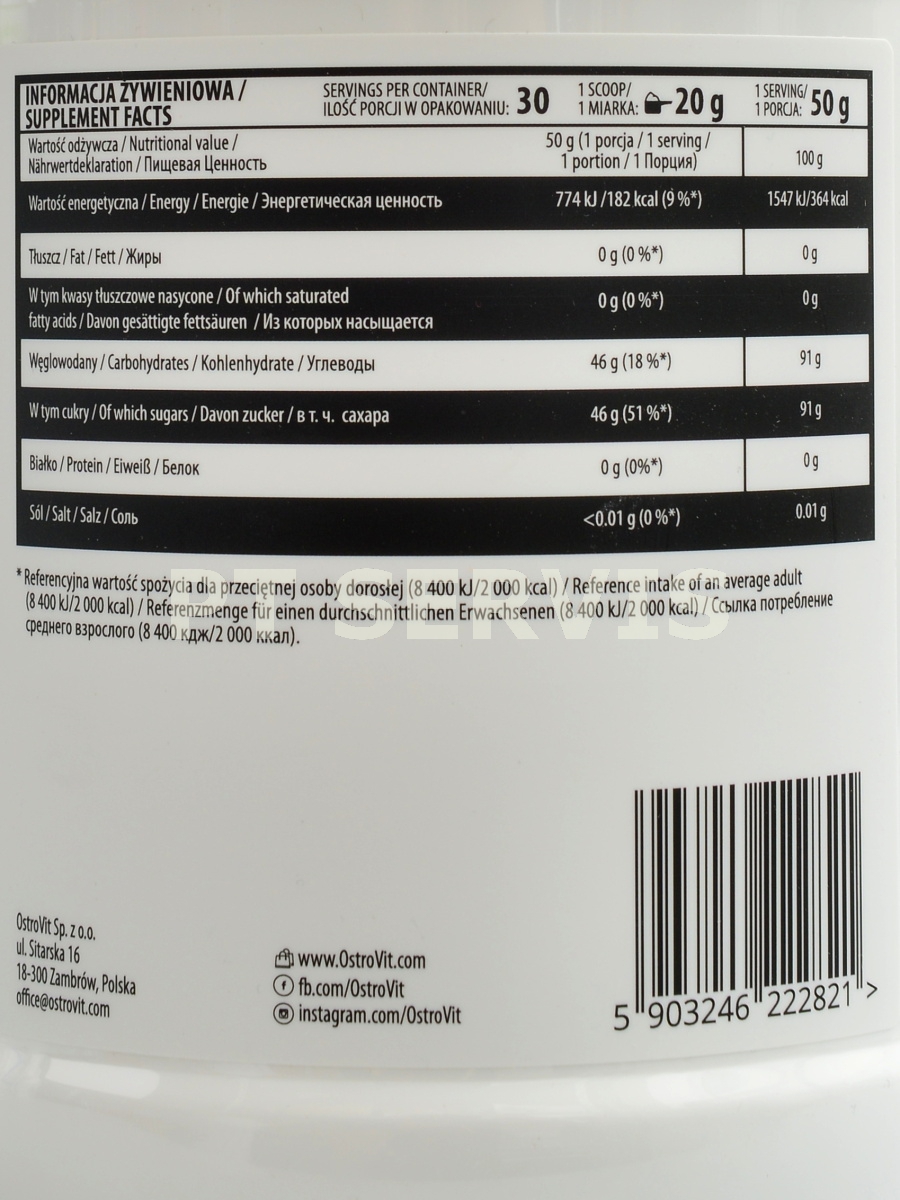 INFORMACJA ŻYWIENIOWA /
SUPPLEMENT FACTS
SERVINGS PER CONTAINER/
ILOŚĆ PORCJI W OPAKOWANIU: 30
1 SCOOP/
1 MIARKA: 20 g
1 SERVING/
1 PORCJA: 50 g
Wartość odżywcza / Nutritional value /
Nährwertdeklaration / Пищевая Ценность
50 g (1 porcja / 1 serving /
1 portion / 1 Порция)
100 g
Wartość energetyczna / Energy / Energie / Энергетическая ценность 774 kJ /182 kcal (9 %*) 1547 kJ/364 kcal
Tłuszcz / Fat / Fett / Жиры 0 g (0 %*) 0 g
W tym kwasy tłuszczowe nasycone / Of which saturated
fatty acids / Davon gesättigte fettsäuren / Из которых насыщается
0 g (0 %*) 0 g
Węglowodany / Carbohydrates / Kohlenhydrate / Углеводы 46 g (18 %*) 91 g
W tym cukry / Of which sugars / Davon zucker / в т. ч. сахара 46 g (51 %*) 91 g
Białko / Protein / Eiweiß / Белок 0 g (0%*) 0 g
Sól / Salt / Salz / Соль <0.01 g (0 %*) 0.01 g
* Referencyjna wartość spożycia dla przeciętnej osoby dorosłej (8 400 kJ/2 000 kcal) / Reference intake of an average adult
(8 400 kJ/2 000 kcal) / Referenzmenge für einen durchschnittlichen Erwachsenen (8 400 kJ/2 000 kcal) / Ссылка потребление
среднего взрослого (8 400 кдж/2 000 ккал).
PT SERVIS
OstroVit Sp. z o.o.
ul. Sitarska 16
18-300 Zambrów, Polska
office@ostrovit.com
www.OstroVit.com
fb.com/OstroVit
instagram.com/OstroVit
5 903246 222821 >